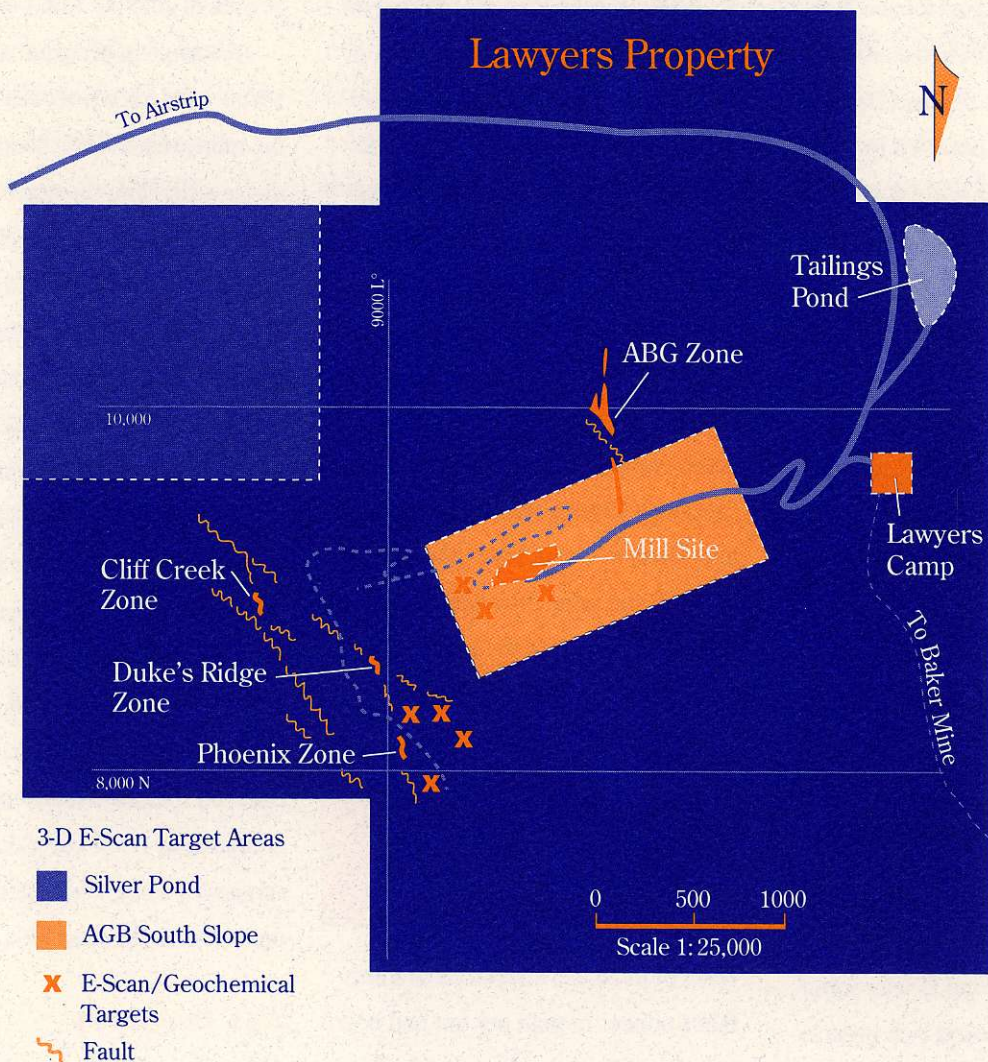 Lawyers Property
N
To Airstrip
Tailings
Pond
9000 L°
ABG Zone
10,000
Mill Site
Lawyers
Camp
Cliff Creek
Zone
To Baker Mine
Duke's Ridge
Zone
Phoenix Zone
8,000 N
3-D E-Scan Target Areas
Silver Pond
AGB South Slope
X E-Scan/Geochemical
Targets
Fault
0 500 1000
Scale 1:25,000
X
X
X
X
X
X
X